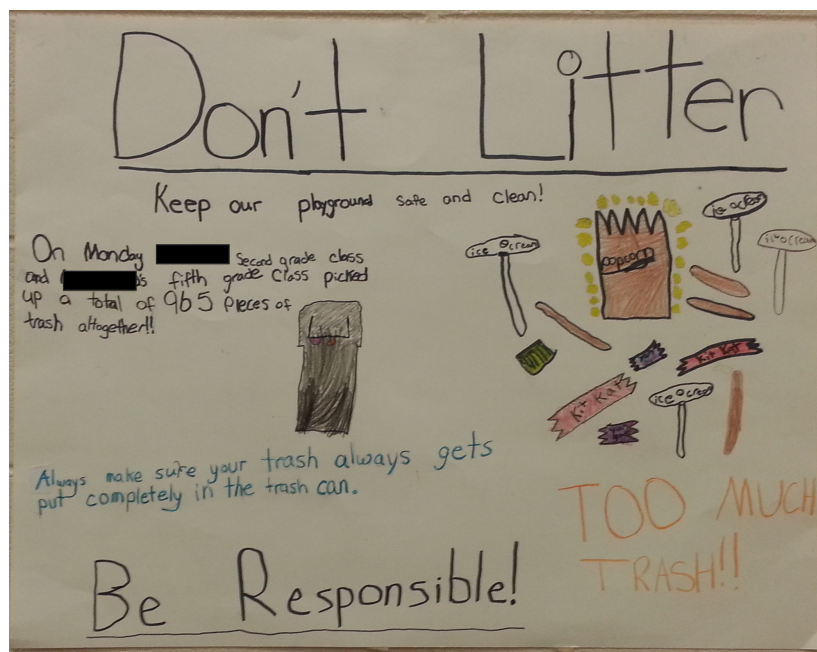 Don't Litter
Keep our playground safe and clean!
On Monday Second grade class
and 's fifth grade class picked
up a total of 965 pieces of
trash altogether!!
ice cream
popcorn
ice cream
ice cream
Kit Kat
Kit Kat
ice cream
Always make sure your trash always gets
put completely in the trash can.
TOO MUCH
TRASH!!
Be Responsible!